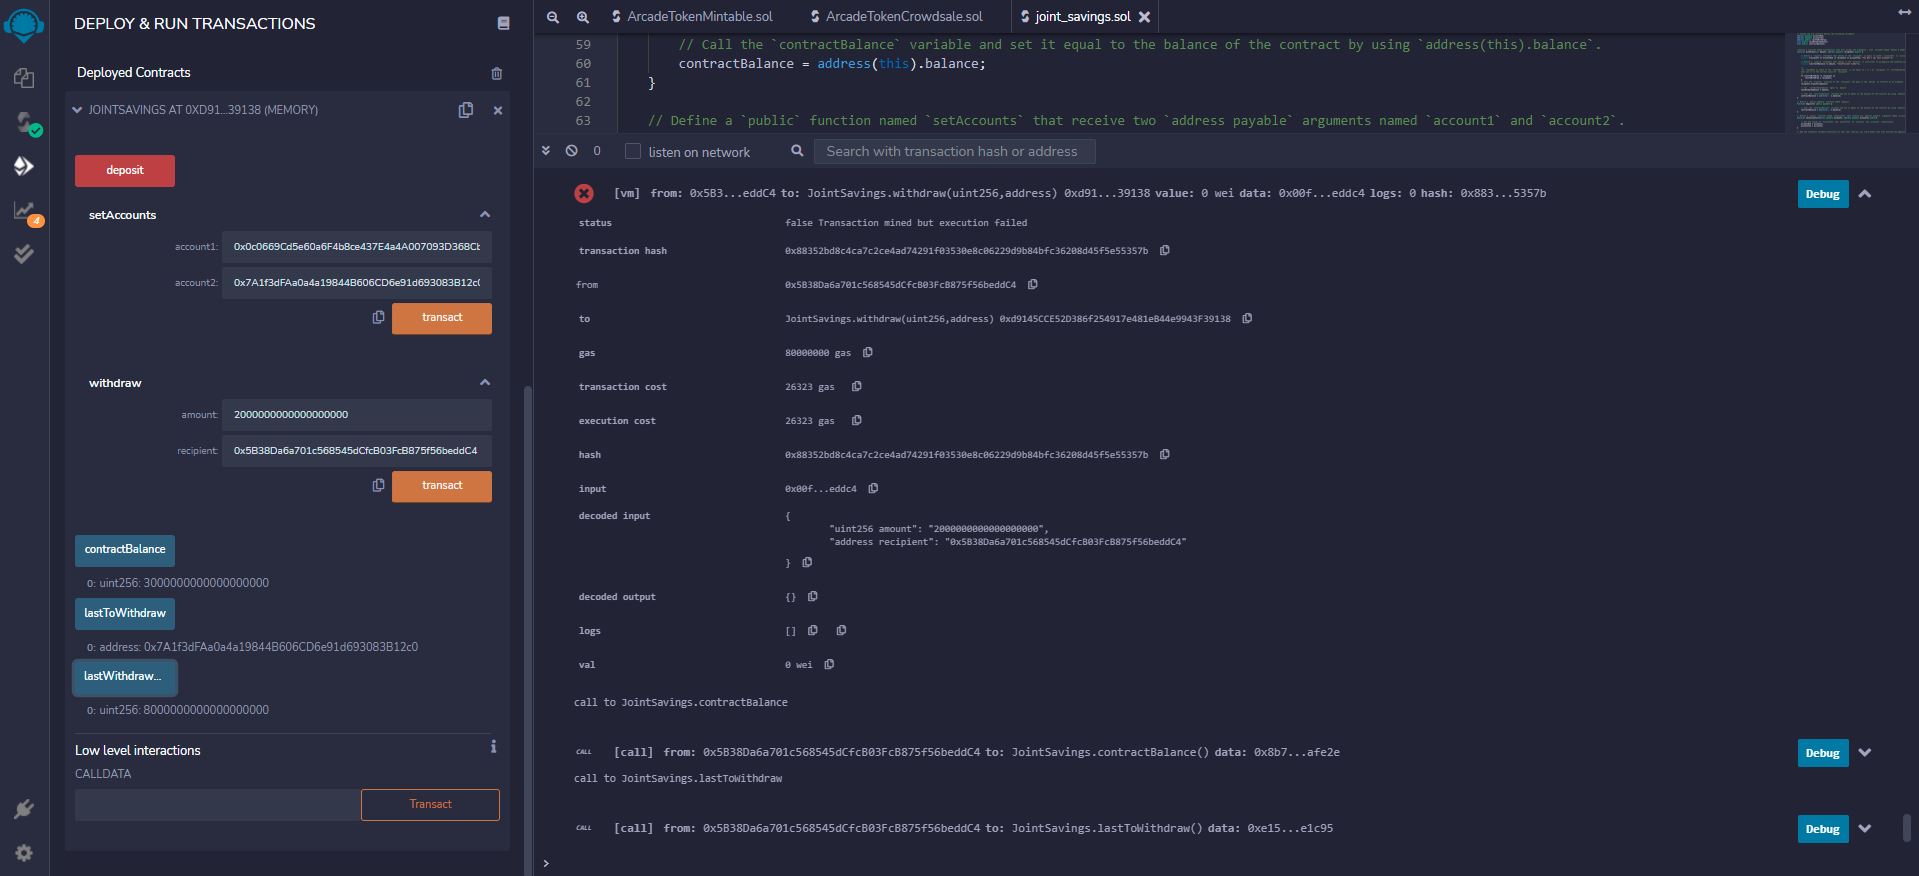 DEPLOY & RUN TRANSACTIONS
Deployed Contracts
JOINTSAVINGS AT 0XD91...39138 (MEMORY)
deposit
setAccounts
account1: 0x0c0669Cd5e60a6F4b8ce437E4a4A007093D368Cb
account2: 0x7A1f3dFAa0a4a19844B606CD6e91d693083B12c0
transact
withdraw
amount: 2000000000000000000
recipient: 0x5B38Da6a701c568545dCfcB03FcB875f56beddC4
transact
contractBalance
0: uint256: 3000000000000000000
lastToWithdraw
0: address: 0x7A1f3dFAa0a4a19844B606CD6e91d693083B12c0
lastWithdraw...
0: uint256: 8000000000000000000
Low level interactions
i
CALLDATA
Transact
4
ArcadeTokenMintable.sol
ArcadeTokenCrowdsale.sol
joint_savings.sol
59 // Call the `contractBalance` variable and set it equal to the balance of the contract by using `address(this).balance`.
60 contractBalance = address(this).balance;
61 }
62
63 // Define a `public` function named `setAccounts` that receive two `address payable` arguments named `account1` and `account2`.
0 listen on network
Search with transaction hash or address
[vm] from: 0x5B3...eddC4 to: JointSavings.withdraw(uint256,address) 0xd91...39138 value: 0 wei data: 0x00f...eddc4 logs: 0 hash: 0x883...5357b
Debug
status false Transaction mined but execution failed
transaction hash 0x88352bd8c4ca7c2ce4ad74291f03530e8c06229d9b84bfc36208d45f5e55357b
from 0x5B38Da6a701c568545dCfcB03FcB875f56beddC4
to JointSavings.withdraw(uint256,address) 0xd9145CCE52D386f254917e481eB44e9943F39138
gas 80000000 gas
transaction cost 26323 gas
execution cost 26323 gas
hash 0x88352bd8c4ca7c2ce4ad74291f03530e8c06229d9b84bfc36208d45f5e55357b
input 0x00f...eddc4
decoded input {
"uint256 amount": "2000000000000000000",
"address recipient": "0x5B38Da6a701c568545dCfcB03FcB875f56beddC4"
}
decoded output {}
logs []
val 0 wei
call to JointSavings.contractBalance
CALL [call] from: 0x5B38Da6a701c568545dCfcB03FcB875f56beddC4 to: JointSavings.contractBalance() data: 0x8b7...afe2e
Debug
call to JointSavings.lastToWithdraw
CALL [call] from: 0x5B38Da6a701c568545dCfcB03FcB875f56beddC4 to: JointSavings.lastToWithdraw() data: 0xe15...e1c95
Debug
>